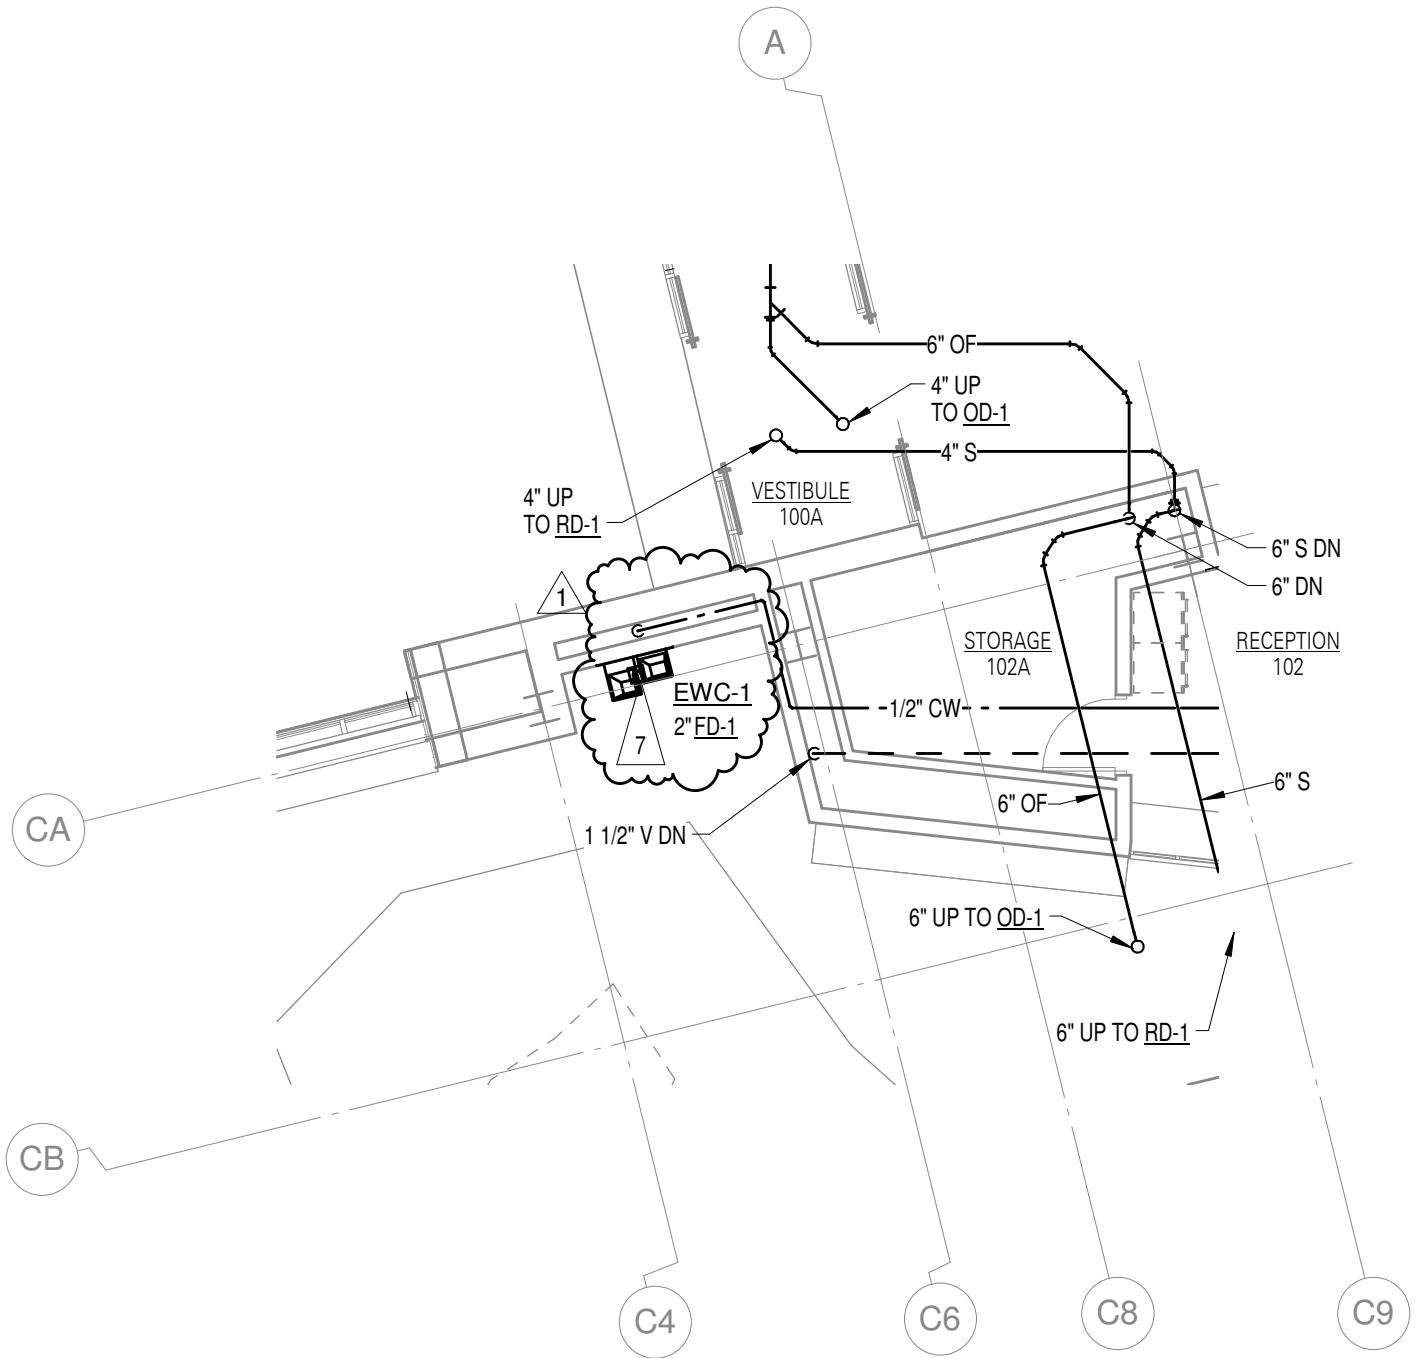 A
6" OF
4" UP
TO OD-1
4" S
VESTIBULE
100A
4" UP
TO RD-1
6" S DN
6" DN
1
STORAGE
102A
RECEPTION
102
EWC-1
2" FD-1
1/2" CW
7
6" S
6" OF
CA
1 1/2" V DN
6" UP TO OD-1
6" UP TO RD-1
CB
C4
C6
C8
C9